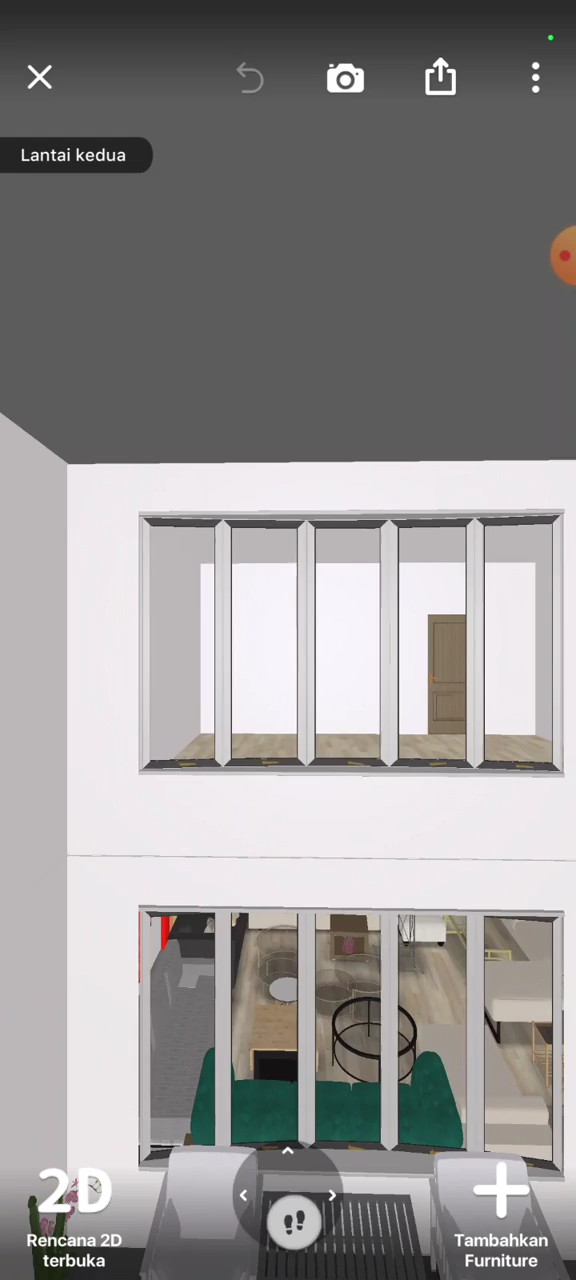 Lantai kedua
2D
Rencana 2D
terbuka
Tambahkan
Furniture